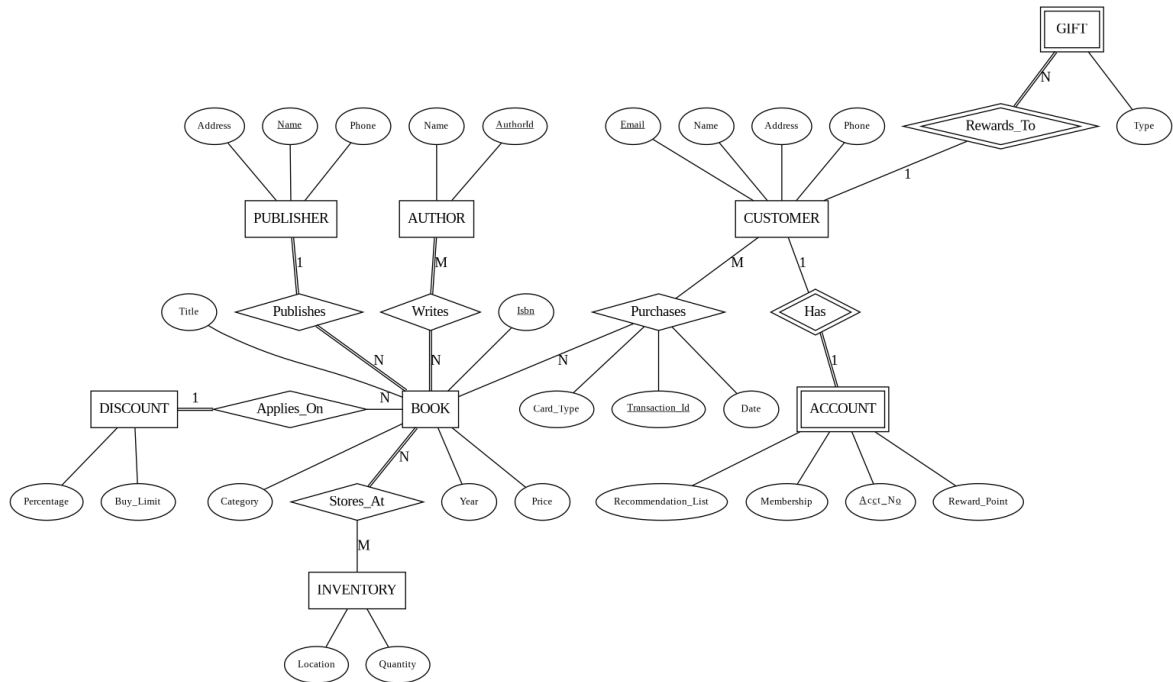 GIFT
N
Address
Name
Phone
Name
AuthorId
Email
Name
Address
Phone
Rewards_To
Type
1
PUBLISHER
AUTHOR
CUSTOMER
1
M
M
1
Title
Publishes
Writes
Isbn
Purchases
Has
N
N
N
1
DISCOUNT
1
Applies_On
N
BOOK
Card_Type
Transaction_Id
Date
ACCOUNT
N
Percentage
Buy_Limit
Category
Stores_At
Year
Price
Recommendation_List
Membership
Acct_No
Reward_Point
M
INVENTORY
Location
Quantity